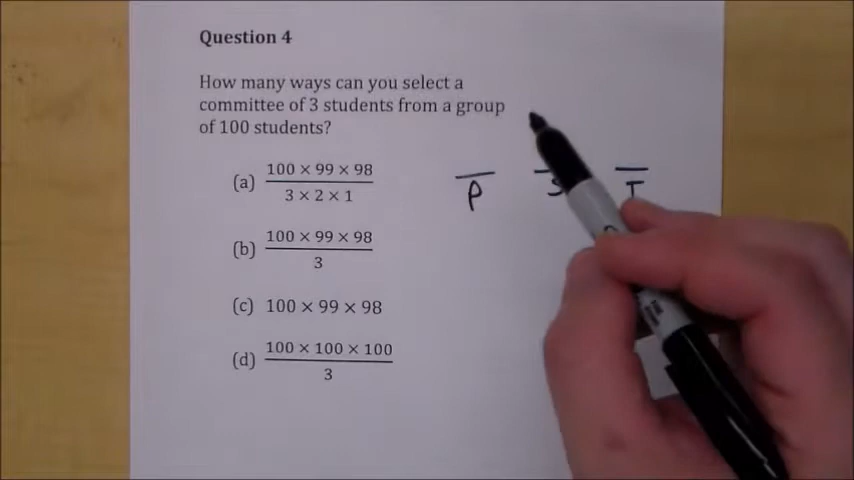 Question 4
How many ways can you select a
committee of 3 students from a group
of 100 students?
(a) 100 × 99 × 98
3 × 2 × 1
(b) 100 × 99 × 98
3
(c) 100 × 99 × 98
(d) 100 × 100 × 100
3
P S T